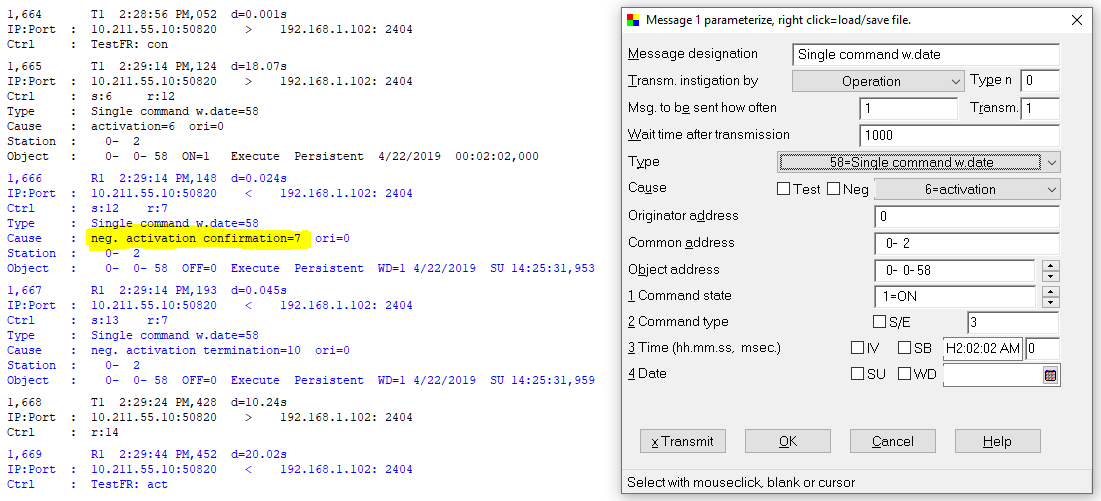 1,664 T1 2:28:56 PM,052 d=0.001s
IP:Port : 10.211.55.10:50820 > 192.168.1.102: 2404
Ctrl : TestFR: con
1,665 T1 2:29:14 PM,124 d=18.07s
IP:Port : 10.211.55.10:50820 > 192.168.1.102: 2404
Ctrl : s:6 r:12
Type : Single command w.date=58
Cause : activation=6 ori=0
Station : 0- 2
Object : 0- 0- 58 ON=1 Execute Persistent 4/22/2019 00:02:02,000
1,666 R1 2:29:14 PM,148 d=0.024s
IP:Port : 10.211.55.10:50820 < 192.168.1.102: 2404
Ctrl : s:12 r:7
Type : Single command w.date=58
Cause : neg. activation confirmation=7 ori=0
Station : 0- 2
Object : 0- 0- 58 OFF=0 Execute Persistent WD=1 4/22/2019 SU 14:25:31,953
1,667 R1 2:29:14 PM,193 d=0.045s
IP:Port : 10.211.55.10:50820 < 192.168.1.102: 2404
Ctrl : s:13 r:7
Type : Single command w.date=58
Cause : neg. activation termination=10 ori=0
Station : 0- 2
Object : 0- 0- 58 OFF=0 Execute Persistent WD=1 4/22/2019 SU 14:25:31,959
1,668 T1 2:29:24 PM,428 d=10.24s
IP:Port : 10.211.55.10:50820 > 192.168.1.102: 2404
Ctrl : r:14
1,669 R1 2:29:44 PM,452 d=20.02s
IP:Port : 10.211.55.10:50820 < 192.168.1.102: 2404
Ctrl : TestFR: act
Message 1 parameterize, right click=load/save file.
Message designation Single command w.date
Transm. instigation by Operation Type n 0
Msg. to be sent how often 1 Transm. 1
Wait time after transmission 1000
Type 58=Single command w.date
Cause Test Neg 6=activation
Originator address 0
Common address 0- 2
Object address 0- 0- 58
1 Command state 1=ON
2 Command type S/E 3
3 Time (hh.mm.ss, msec.) IV SB H2:02:02 AM 0
4 Date SU WD
x Transmit OK Cancel Help
Select with mouseclick, blank or cursor